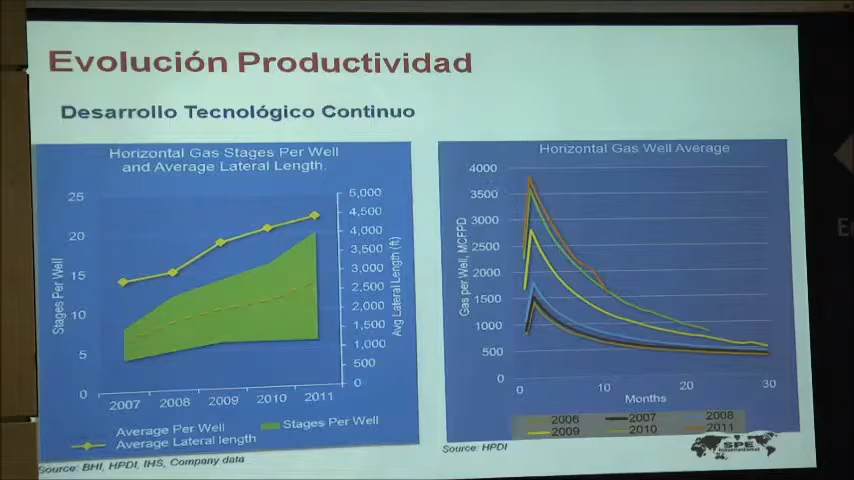 Evolución Productividad
Desarrollo Tecnológico Continuo
Horizontal Gas Stages Per Well
and Average Lateral Length.
25
20
15
10
5
0
Stages Per Well
5,000
4,500
4,000
3,500
3,000
2,500
2,000
1,500
1,000
500
0
Avg Lateral Length (ft)
2007 2008 2009 2010 2011
Average Per Well
Stages Per Well
Average Lateral length
Source: BHI, HPDI, IHS, Company data
Horizontal Gas Well Average
4000
3500
3000
2500
2000
1500
1000
500
0
Gas per Well, MCFPD
0 10 20 30
Months
2006 2007 2008
2009 2010 2011
Source: HPDI
SPE